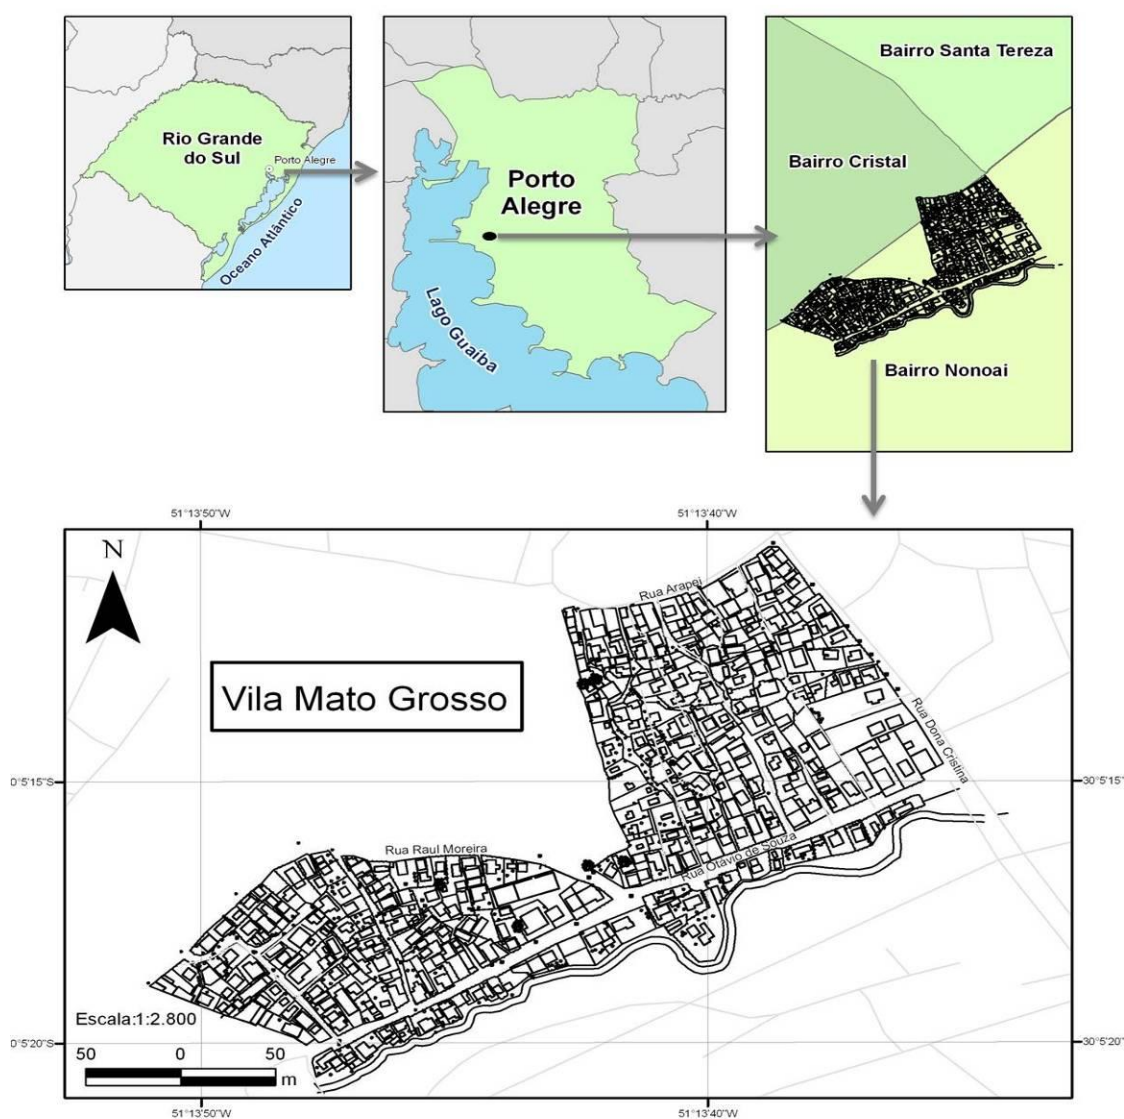 Rio Grande
do Sul
Porto Alegre
Oceano Atlântico
Porto
Alegre
Lago Guaíba
Bairro Santa Tereza
Bairro Cristal
Bairro Nonoai
51°13'50"W
51°13'40"W
N
Vila Mato Grosso
Rua Arapei
Rua Dona Cristina
0°5'15"S
30°5'15"
Rua Otávio de Souza
Rua Raul Moreira
Escala:1:2.800
0°5'20"S
30°5'20"
50 0 50
m
51°13'50"W
51°13'40"W